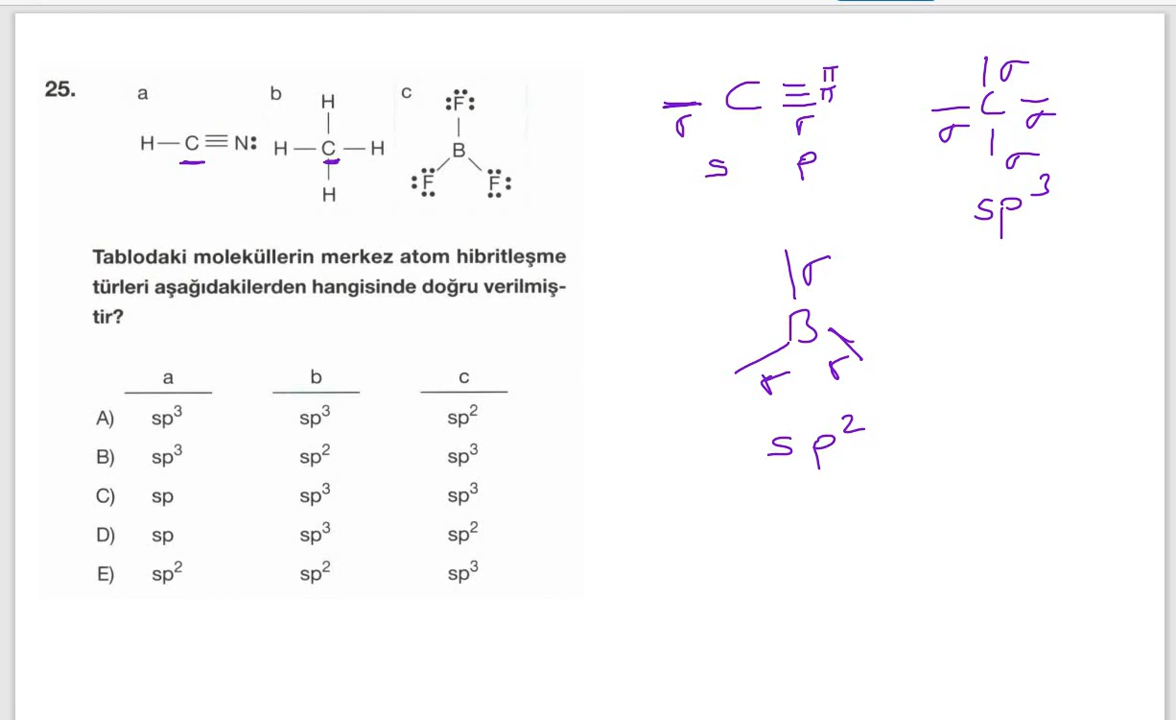 25.
a b c
H—C≡N:
H
H—C—H
H
:F:
B
:F F:
Tablodaki moleküllerin merkez atom hibritleşme
türleri aşağıdakilerden hangisinde doğru verilmiş-
tir?
a b c
A) sp³ sp³ sp²
B) sp³ sp² sp³
C) sp sp³ sp³
D) sp sp³ sp²
E) sp² sp² sp³
— C ≡ π
π
σ σ
s p
σ
— C —
σ σ
σ
sp³
σ
B
σ σ
sp²